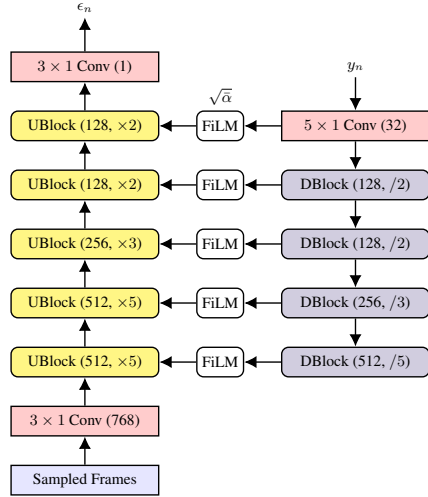 ϵₙ
3 × 1 Conv (1)
yₙ
√ᾱ
UBlock (128, ×2)
FiLM
5 × 1 Conv (32)
UBlock (128, ×2)
FiLM
DBlock (128, /2)
UBlock (256, ×3)
FiLM
DBlock (128, /2)
UBlock (512, ×5)
FiLM
DBlock (256, /3)
UBlock (512, ×5)
FiLM
DBlock (512, /5)
3 × 1 Conv (768)
Sampled Frames